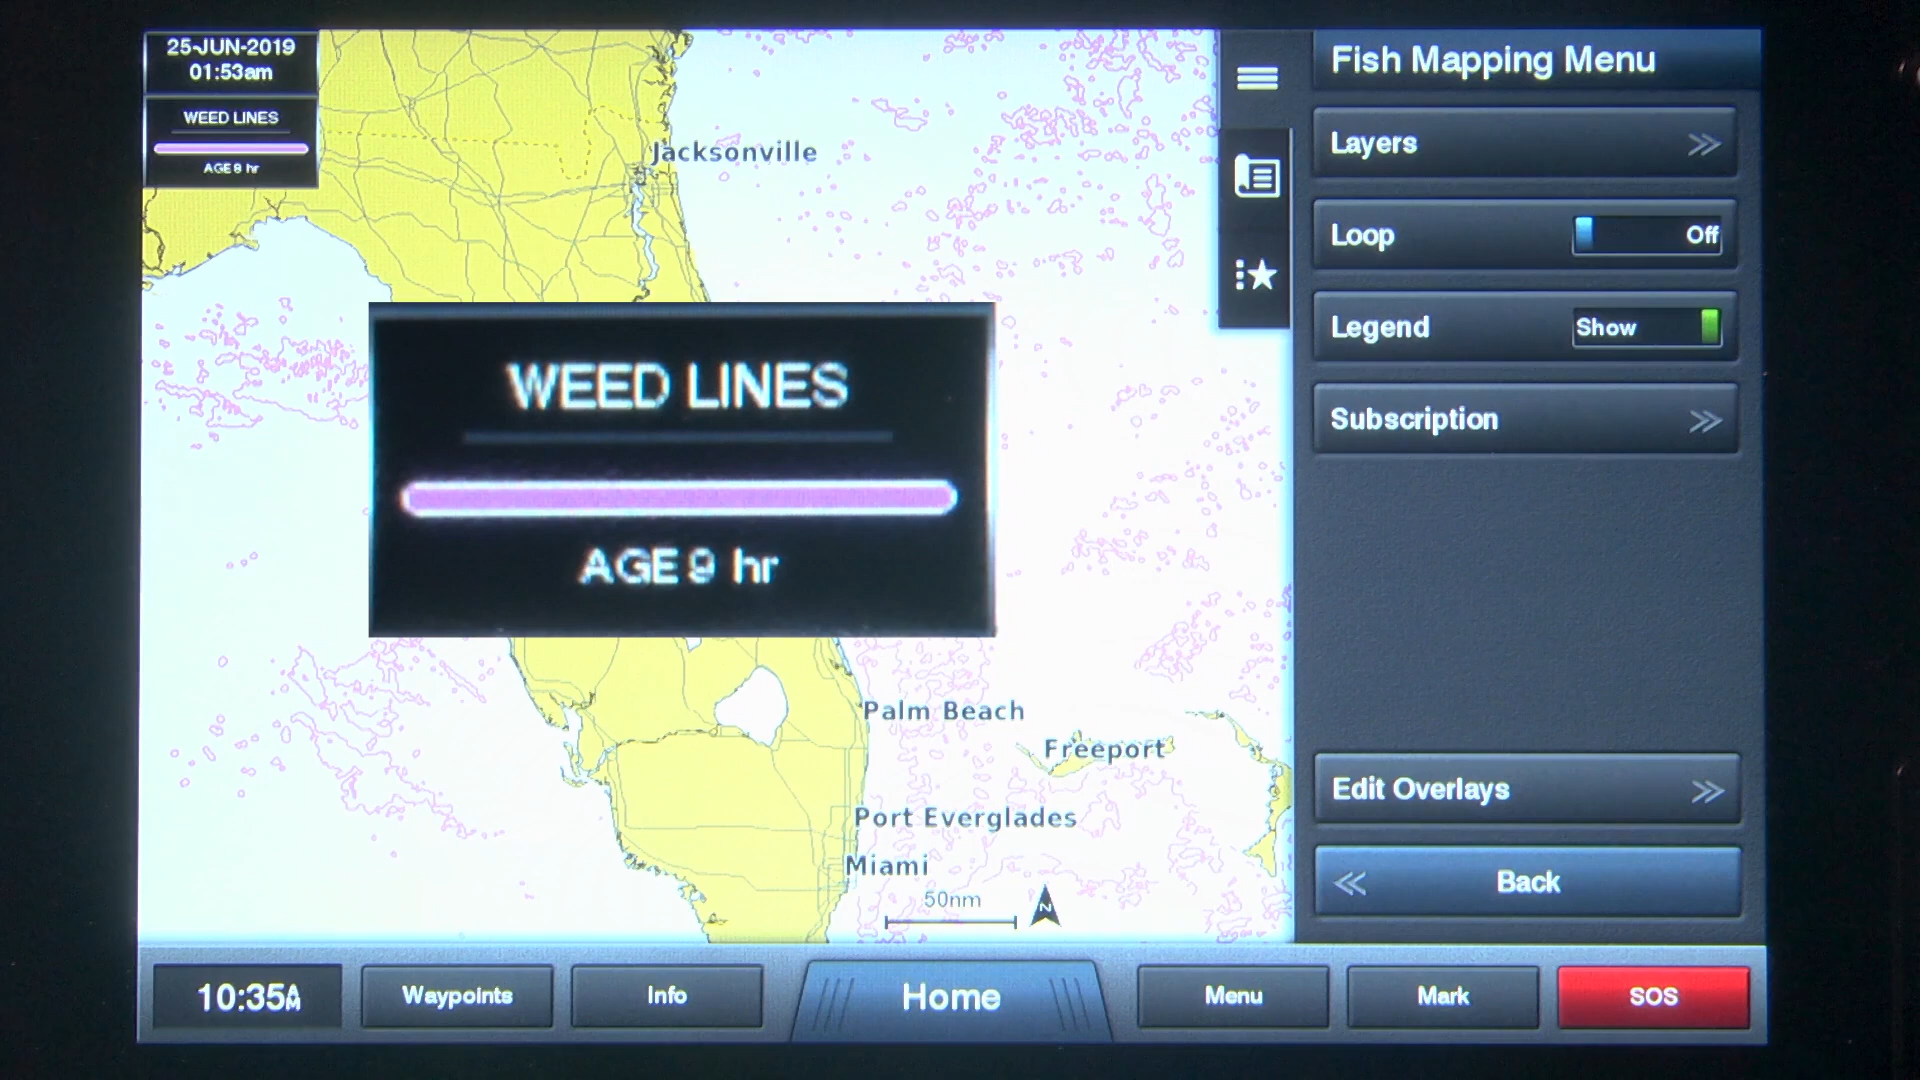 25-JUN-2019
01:53am
WEED LINES
AGE 9 hr
Jacksonville
WEED LINES
AGE 9 hr
Palm Beach
Freeport
Port Everglades
Miami
50nm
N
Fish Mapping Menu
Layers
Loop Off
Legend Show
Subscription
Edit Overlays
Back
10:35AM
Waypoints
Info
Home
Menu
Mark
SOS